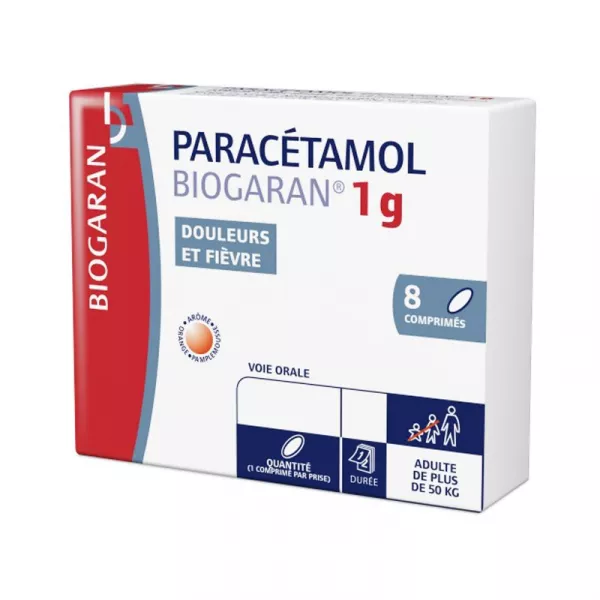 BIOGARAN
PARACÉTAMOL
BIOGARAN® 1 g
DOULEURS
ET FIÈVRE
8
COMPRIMÉS
ARÔME
ORANGE-PAMPLEMOUSSE
VOIE ORALE
QUANTITÉ
(1 COMPRIMÉ PAR PRISE)
DURÉE
ADULTE
DE PLUS
DE 50 KG